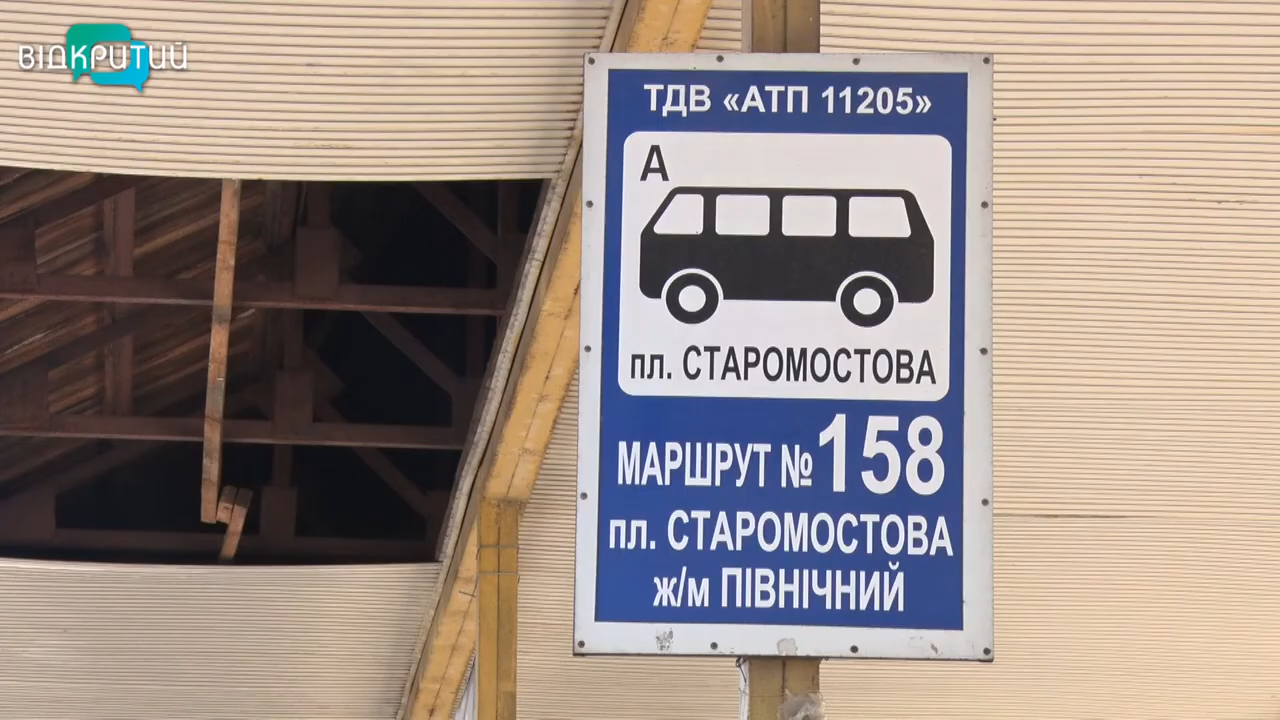 ВІДКРИТИЙ
ТДВ «АТП 11205»
А
пл. СТАРОМОСТОВА
МАРШРУТ № 158
пл. СТАРОМОСТОВА
ж/м ПІВНІЧНИЙ